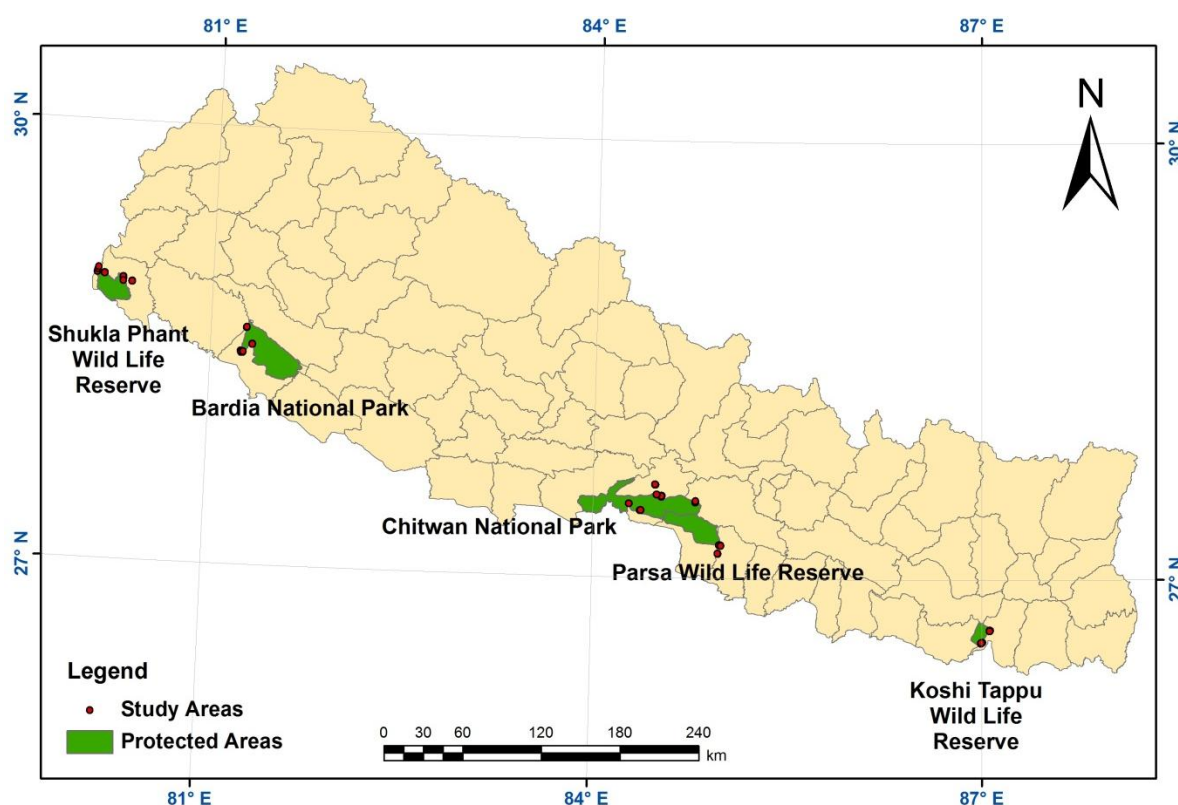 81° E
84° E
87° E
30° N
30° N
N
Shukla Phant
Wild Life
Reserve
Bardia National Park
Chitwan National Park
Parsa Wild Life Reserve
27° N
27° N
Koshi Tappu
Wild Life
Reserve
Legend
Study Areas
Protected Areas
0 30 60 120 180 240
km
81° E
84° E
87° E